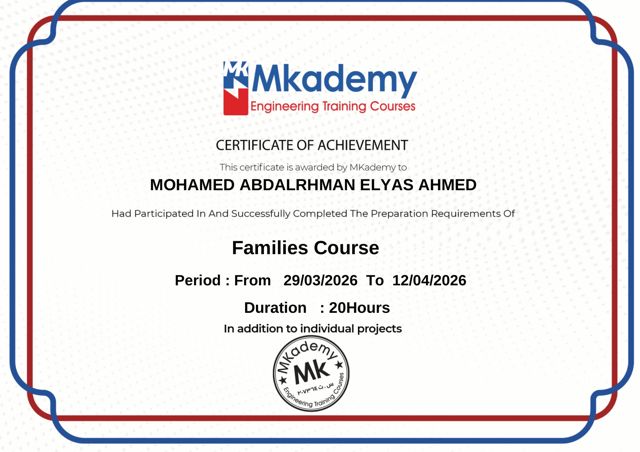 MK Mkademy
Engineering Training Courses
CERTIFICATE OF ACHIEVEMENT
This certificate is awarded by MKademy to
MOHAMED ABDALRHMAN ELYAS AHMED
Had Participated In And Successfully Completed The Preparation Requirements Of
Families Course
Period : From 29/03/2026 To 12/04/2026
Duration : 20Hours
In addition to individual projects
MKademy
Mk
Engineering Training Courses